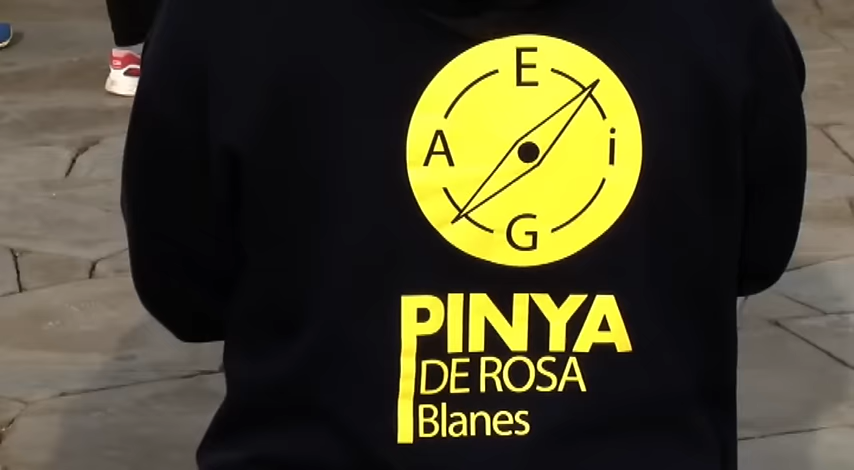 E
A i
G
PINYA
DE ROSA
Blanes